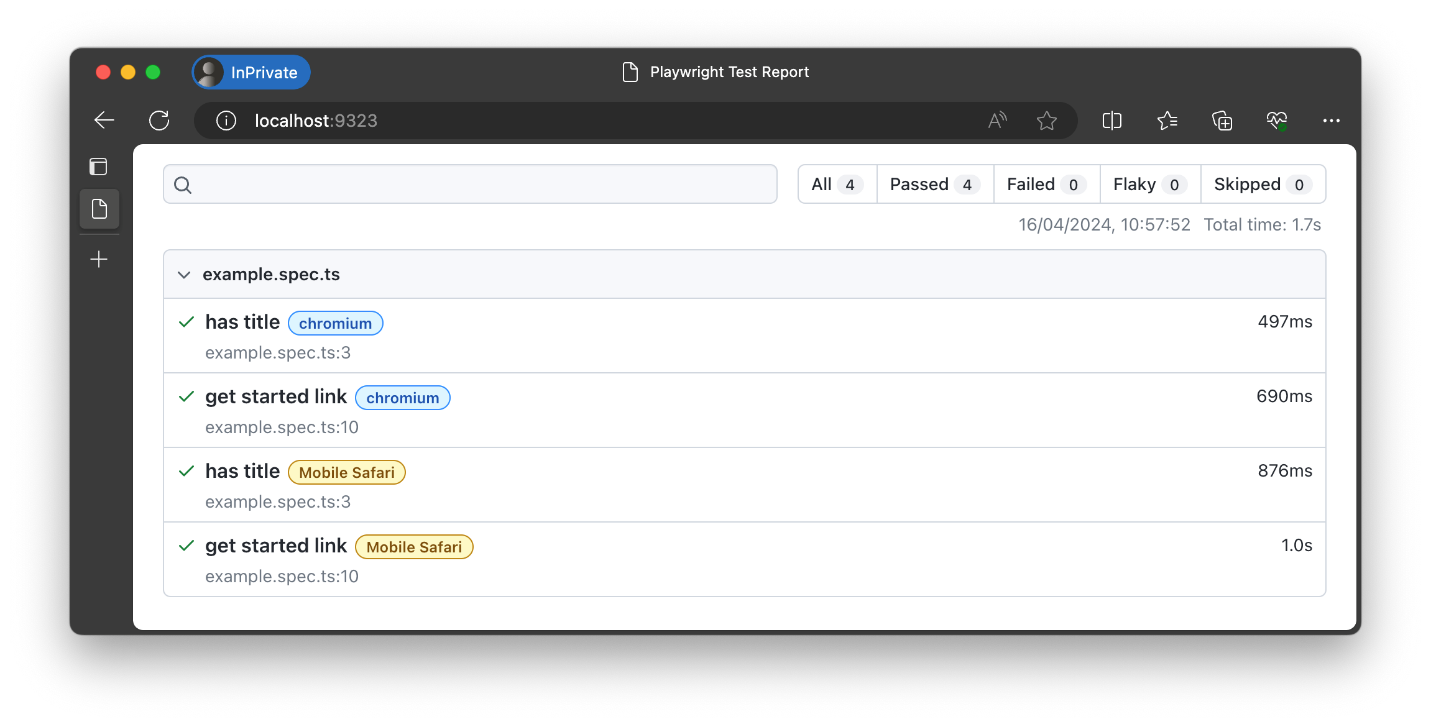 InPrivate
Playwright Test Report
localhost:9323
All 4 Passed 4 Failed 0 Flaky 0 Skipped 0
16/04/2024, 10:57:52 Total time: 1.7s
example.spec.ts
has title chromium 497ms
example.spec.ts:3
get started link chromium 690ms
example.spec.ts:10
has title Mobile Safari 876ms
example.spec.ts:3
get started link Mobile Safari 1.0s
example.spec.ts:10